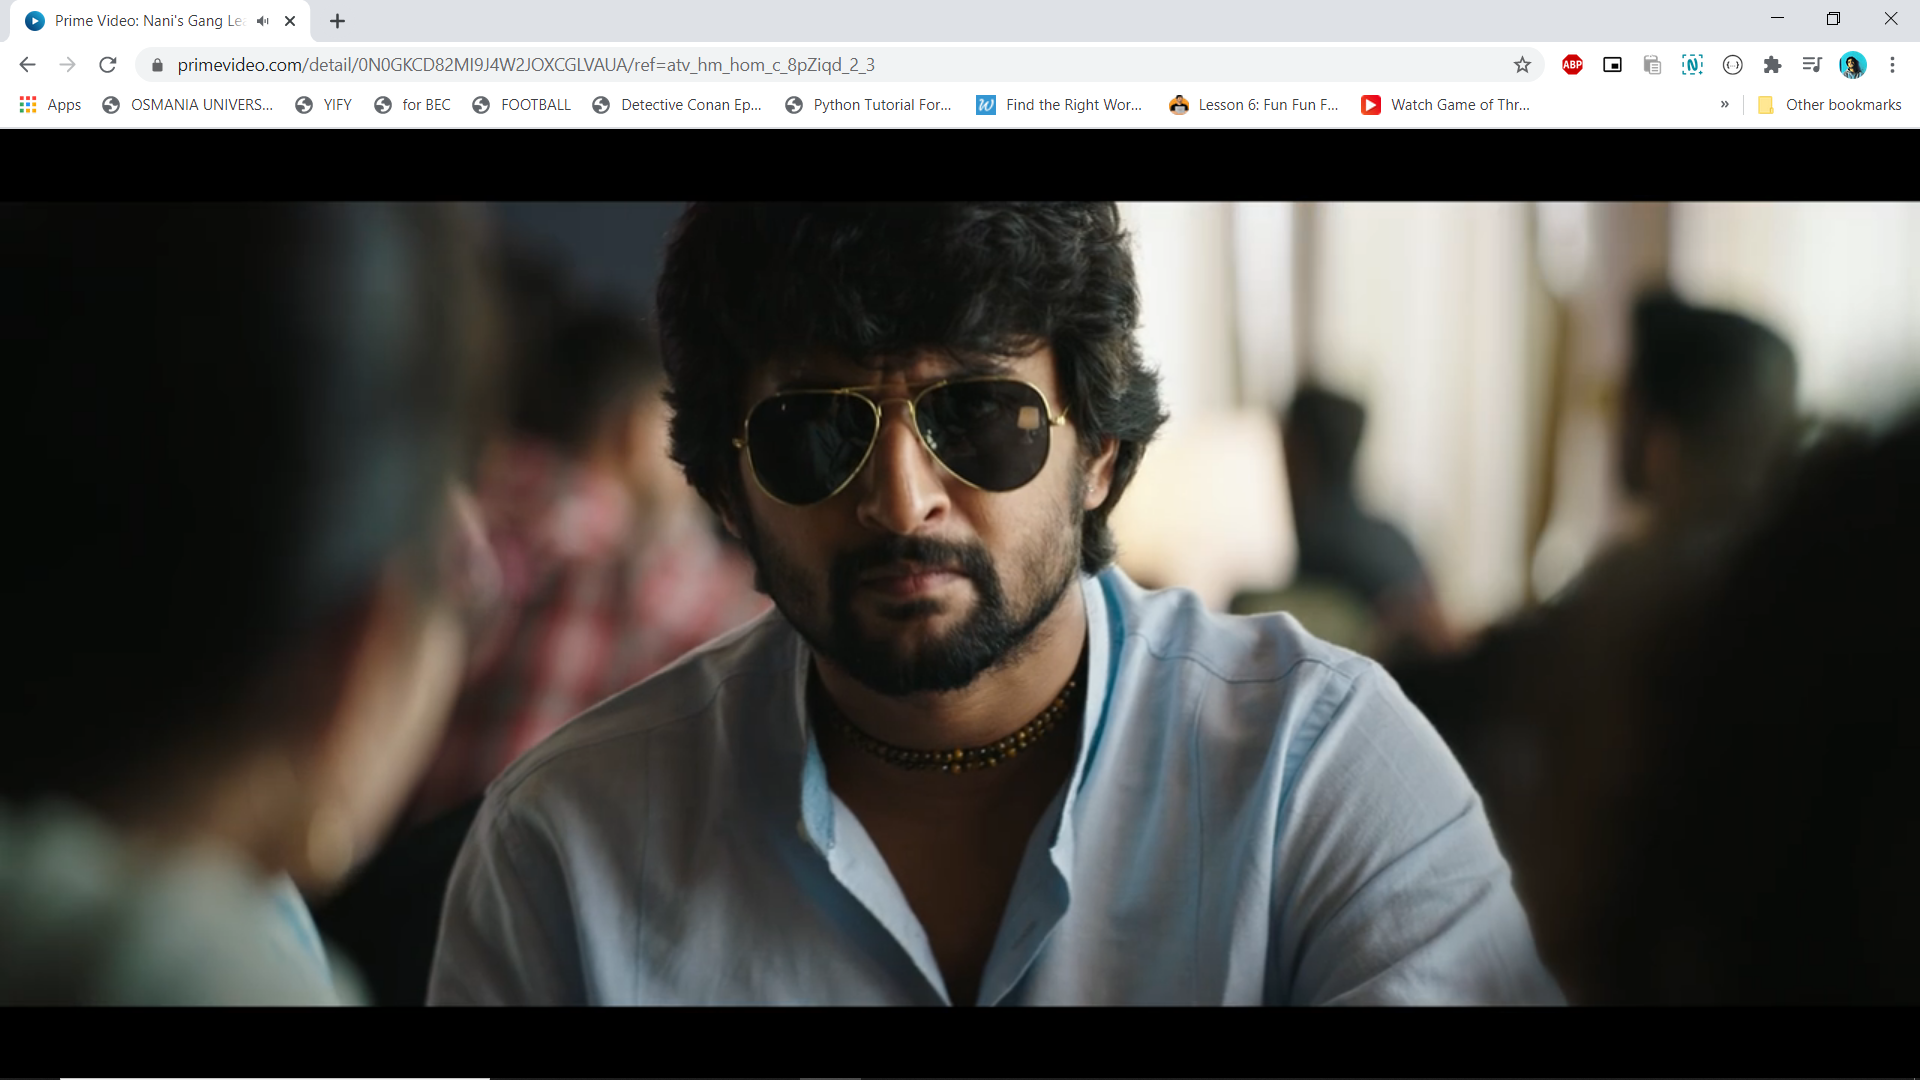 Prime Video: Nani's Gang Lea
primevideo.com/detail/0N0GKCD82MI9J4W2JOXCGLVAUA/ref=atv_hm_hom_c_8pZiqd_2_3
ABP N
Apps OSMANIA UNIVERS... YIFY for BEC FOOTBALL Detective Conan Ep... Python Tutorial For... W Find the Right Wor... Lesson 6: Fun Fun F... Watch Game of Thr... » Other bookmarks